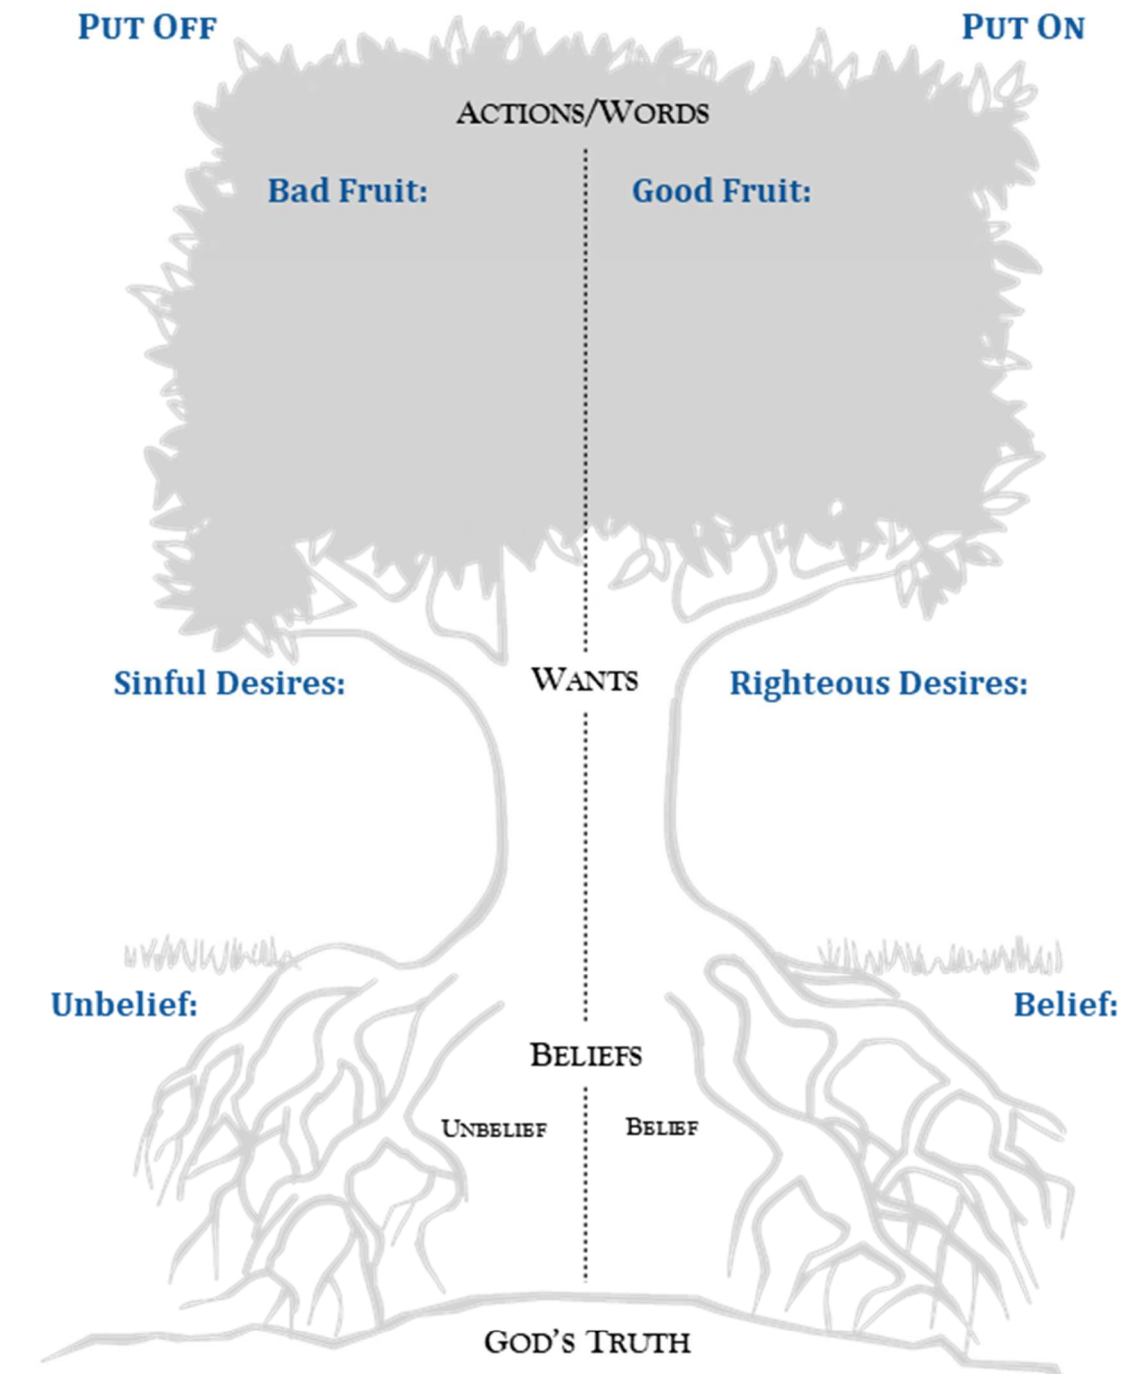 PUT OFF PUT ON
ACTIONS/WORDS
Bad Fruit: Good Fruit:
WANTS
Sinful Desires: Righteous Desires:
Unbelief: Belief:
BELIEFS
UNBELIEF BELIEF
GOD'S TRUTH